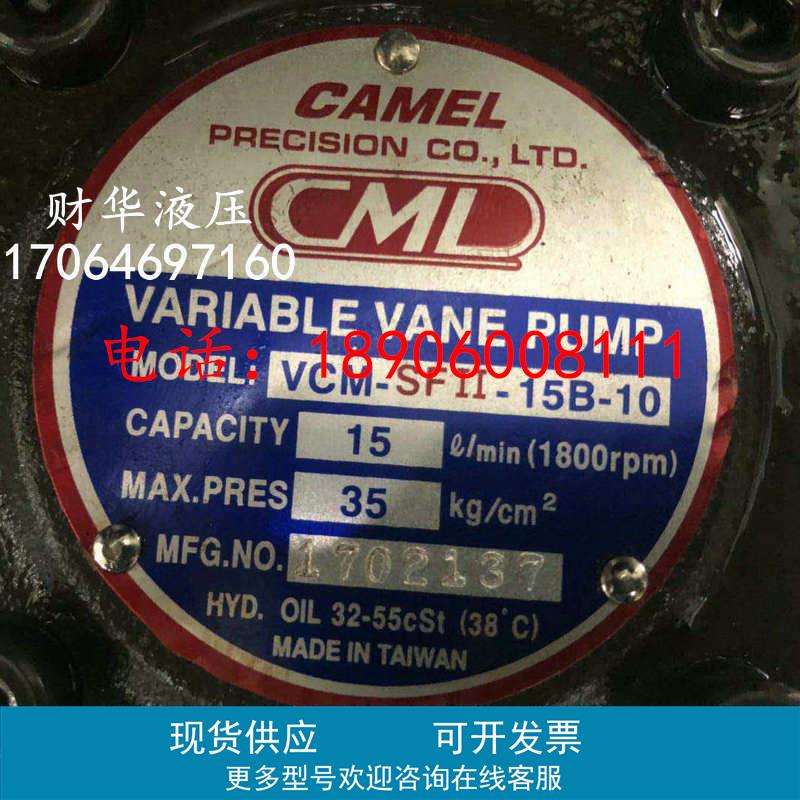 CAMEL
PRECISION CO., LTD.
CML
财华液压
17064697160
VARIABLE VANE PUMP
电话：18906008111
MODEL: VCM-SFII-15B-10
CAPACITY 15 ℓ/min (1800rpm)
MAX.PRES 35 kg/cm²
MFG.NO. 1702137
HYD. OIL 32-55cSt (38°C)
MADE IN TAIWAN
现货供应 可开发票
更多型号欢迎咨询在线客服